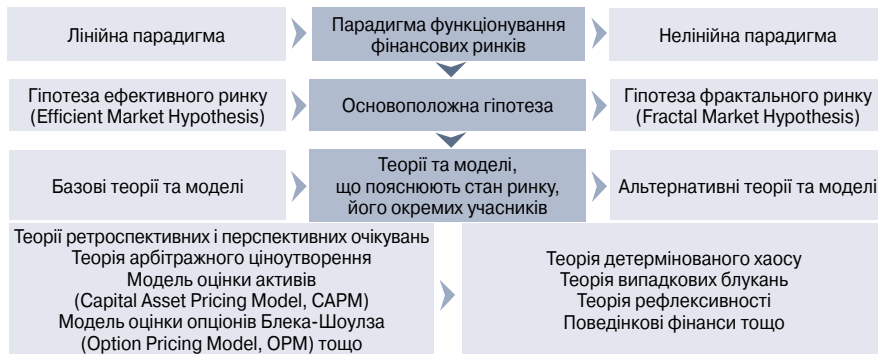 Лінійна парадигма
Парадигма функціонування
фінансових ринків
Нелінійна парадигма
Гіпотеза ефективного ринку
(Efficient Market Hypothesis)
Основоположна гіпотеза
Гіпотеза фрактального ринку
(Fractal Market Hypothesis)
Базові теорії та моделі
Теорії та моделі,
що пояснюють стан ринку,
його окремих учасників
Альтернативні теорії та моделі
Теорії ретроспективних і перспективних очікувань
Теорія арбітражного ціноутворення
Модель оцінки активів
(Capital Asset Pricing Model, CAPM)
Модель оцінки опціонів Блека-Шоулза
(Option Pricing Model, OPM) тощо
Теорія детермінованого хаосу
Теорія випадкових блукань
Теорія рефлексивності
Поведінкові фінанси тощо